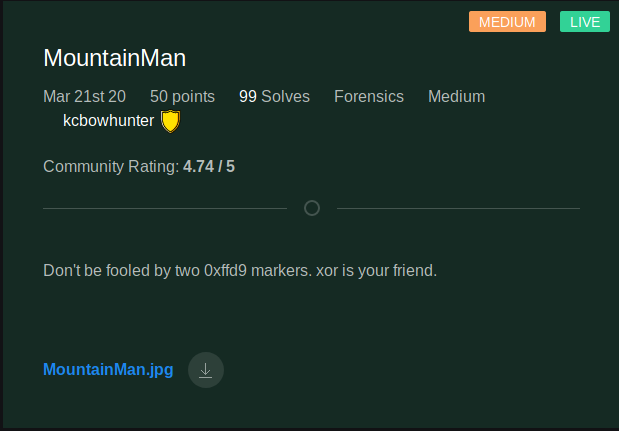 MEDIUM LIVE
MountainMan
Mar 21st 20 50 points 99 Solves Forensics Medium
kcbowhunter
Community Rating: 4.74 / 5
Don't be fooled by two 0xffd9 markers. xor is your friend.
MountainMan.jpg